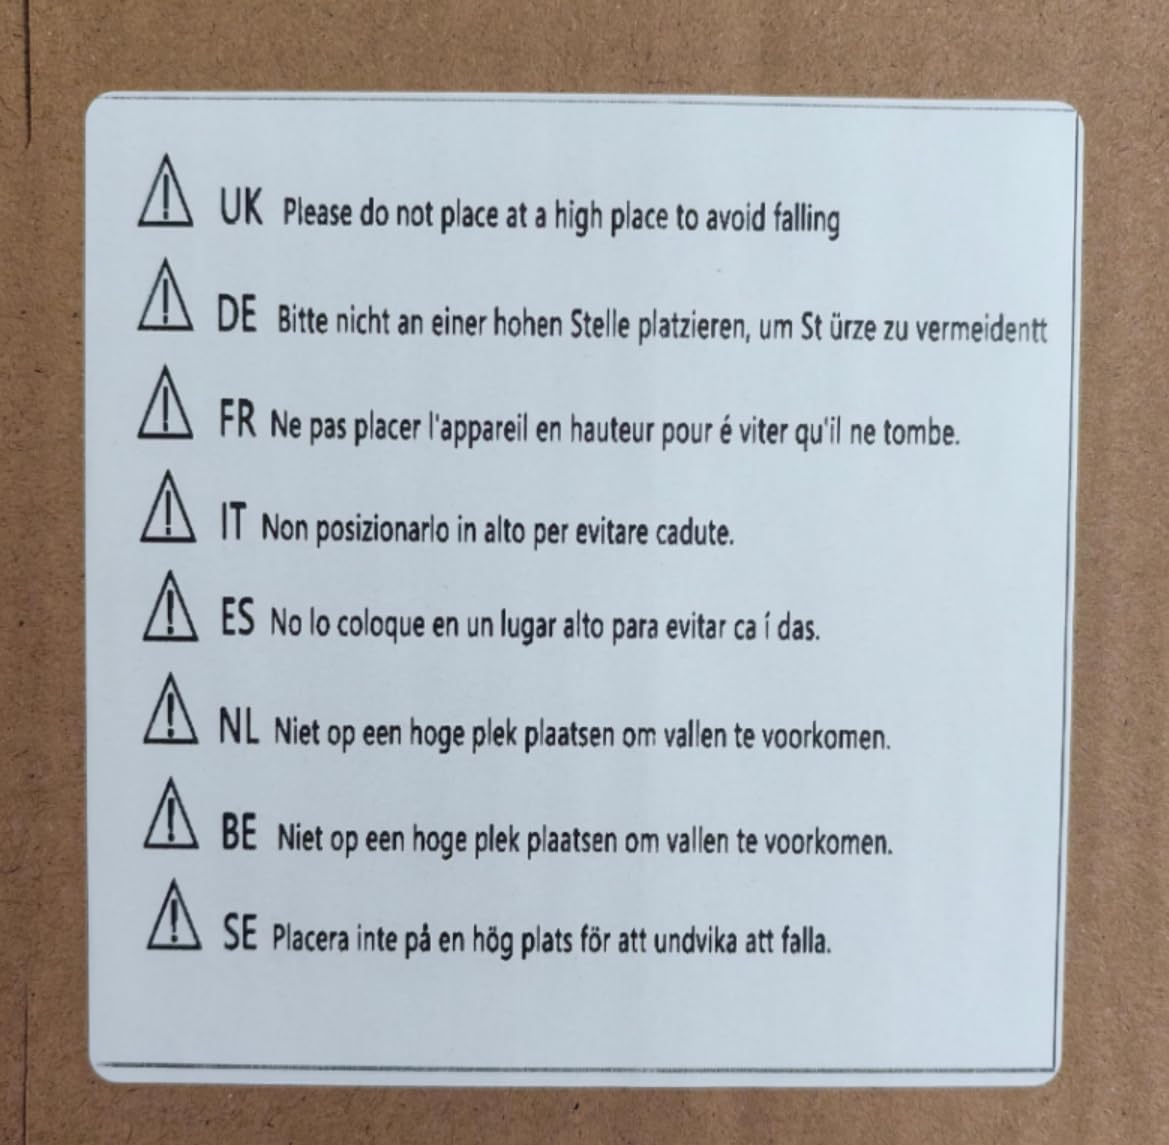 UK Please do not place at a high place to avoid falling
DE Bitte nicht an einer hohen Stelle platzieren, um St ürze zu vermeidentt
FR Ne pas placer l'appareil en hauteur pour é viter qu'il ne tombe.
IT Non posizionarlo in alto per evitare cadute.
ES No lo coloque en un lugar alto para evitar ca í das.
NL Niet op een hoge plek plaatsen om vallen te voorkomen.
BE Niet op een hoge plek plaatsen om vallen te voorkomen.
SE Placera inte på en hög plats för att undvika att falla.